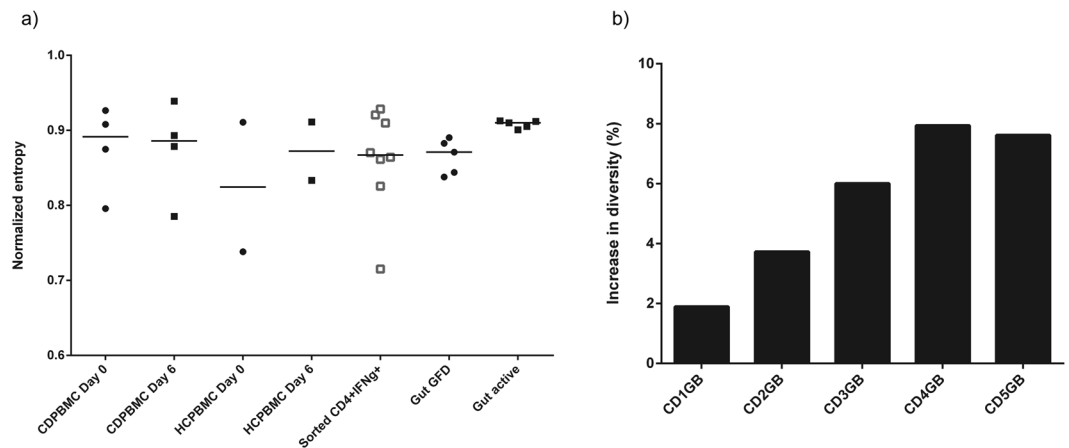 a)
Normalized entropy
1.0
0.9
0.8
0.7
0.6
CDPBMC Day 0
CDPBMC Day 6
HCPBMC Day 0
HCPBMC Day 6
Sorted CD4+IFNg+
Gut GFD
Gut active
b)
Increase in diversity (%)
10
8
6
4
2
0
CD1GB
CD2GB
CD3GB
CD4GB
CD5GB